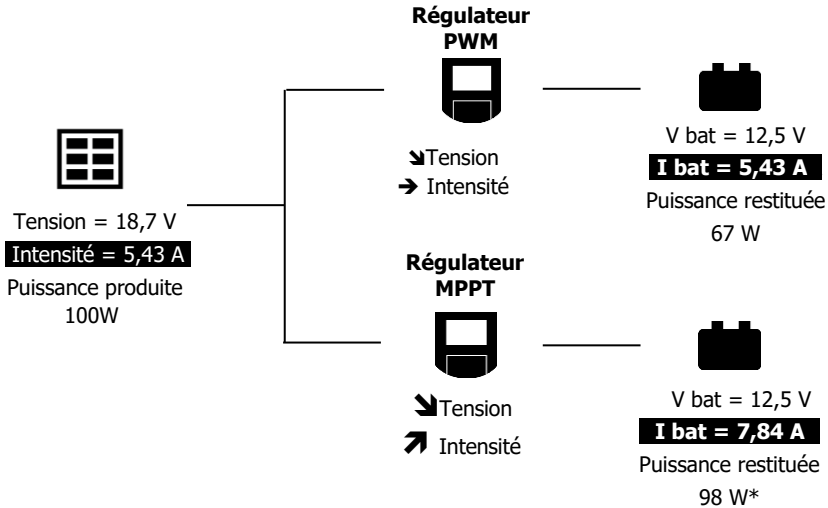 Tension = 18,7 V
Intensité = 5,43 A
Puissance produite
100W
Régulateur
PWM
↘Tension
→ Intensité
V bat = 12,5 V
I bat = 5,43 A
Puissance restituée
67 W
Régulateur
MPPT
↘Tension
↗ Intensité
V bat = 12,5 V
I bat = 7,84 A
Puissance restituée
98 W*